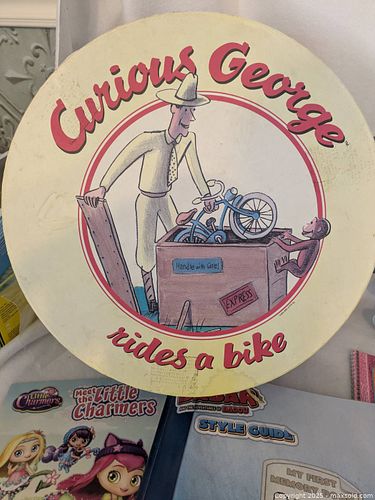 Curious George
Handle with Care!
EXPRESS
rides a bike
Little Charmers
Meet
the Little
Charmers
STYLE GUIDE
MY FIRST
MEMORY
Copyright 2025 - maxsold.com